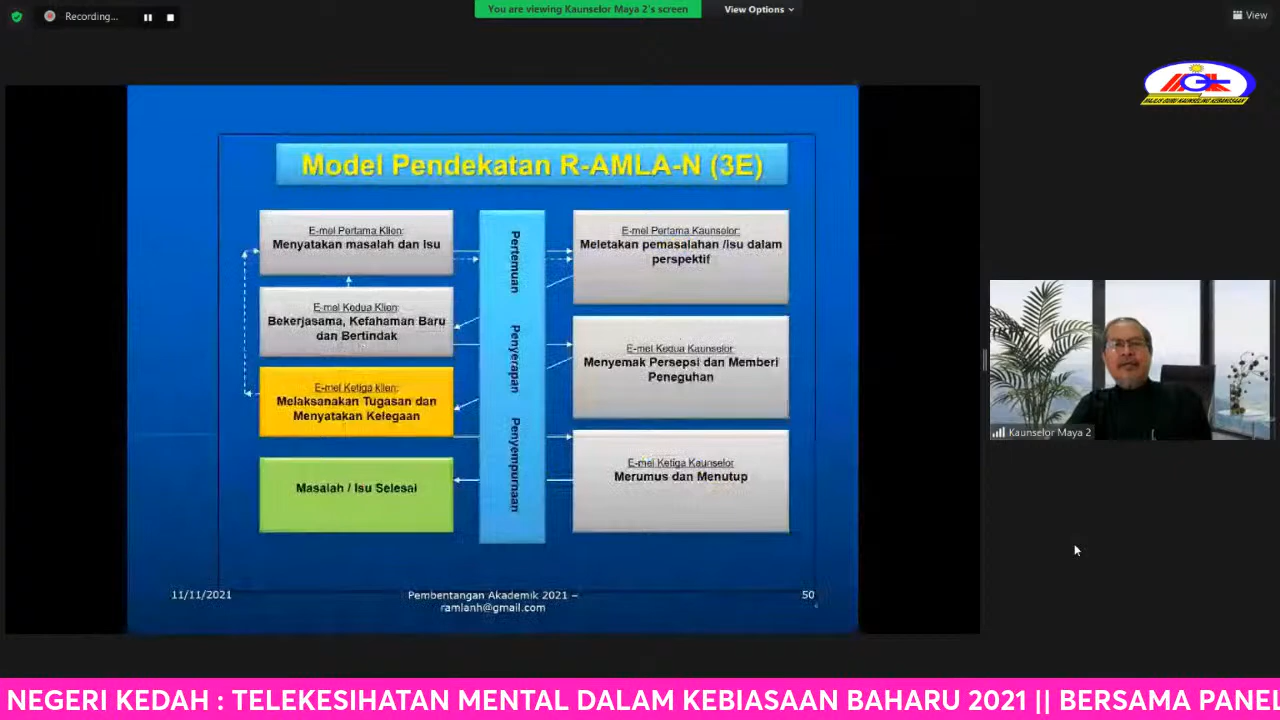 Recording...
You are viewing Kaunselor Maya 2's screen
View Options
View
MAJLIS GURU KAUNSELING KEBANGSAAN
Model Pendekatan R-AMLA-N (3E)
E-mel Pertama Klien:
Menyatakan masalah dan Isu
E-mel Kedua Klien:
Bekerjasama, Kefahaman Baru
dan Bertindak
E-mel Ketiga klien:
Melaksanakan Tugasan dan
Menyatakan Kelegaan
Masalah / Isu Selesai
Pertemuan
Penyerapan
Penyempurnaan
E-mel Pertama Kaunselor:
Meletakan pemasalahan /isu dalam
perspektif
E-mel Kedua Kaunselor
Menyemak Persepsi dan Memberi
Peneguhan
E-mel Ketiga Kaunselor
Merumus dan Menutup
11/11/2021
Pembentangan Akademik 2021 –
ramlanh@gmail.com
50
Kaunselor Maya 2
NEGERI KEDAH : TELEKESIHATAN MENTAL DALAM KEBIASAAN BAHARU 2021 || BERSAMA PANEL